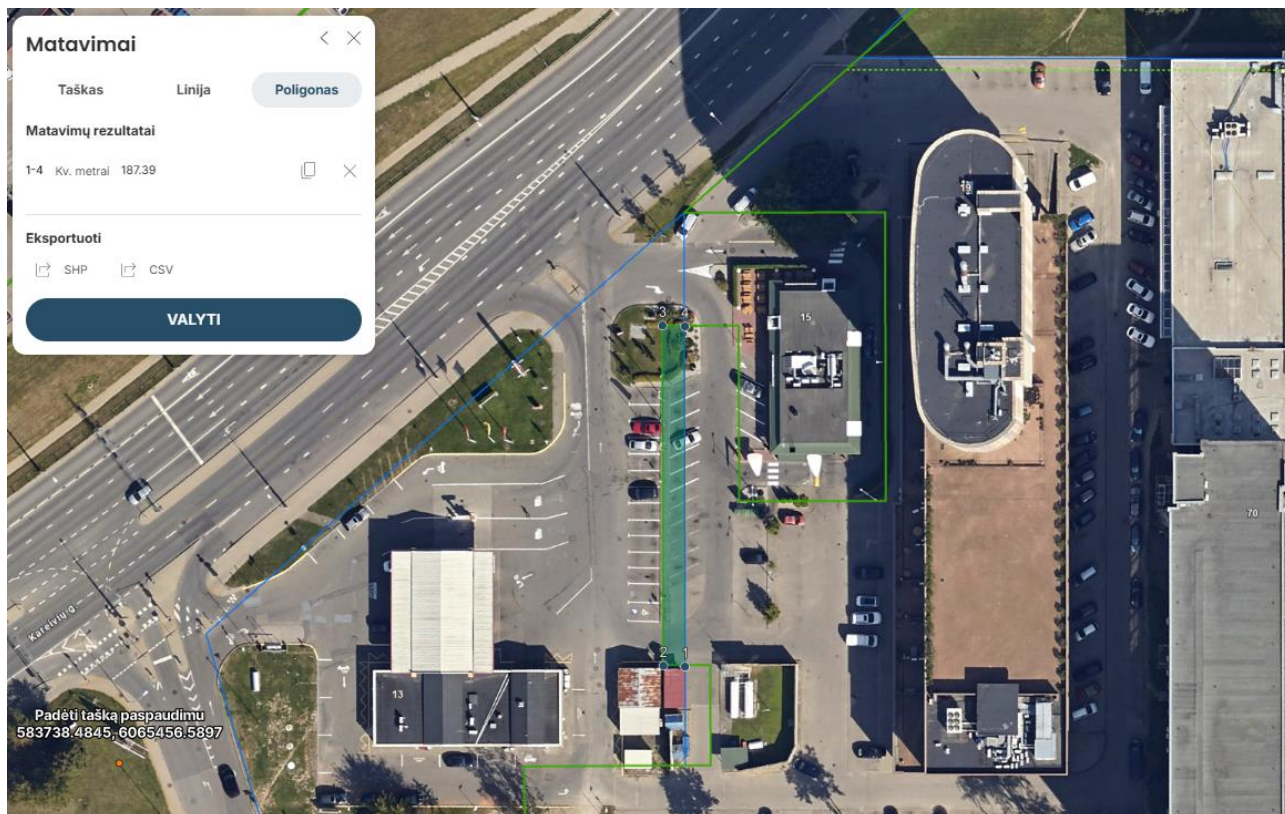 Matavimai
Taškas
Linija
Poligonas
Matavimų rezultatai
1-4 Kv. metrai 187.39
Eksportuoti
SHP
CSV
VALYTI
19
3 4
15
70
Kareivių g.
2 1
13
Padėti tašką paspaudimu
583738.4845, 6065456.5897